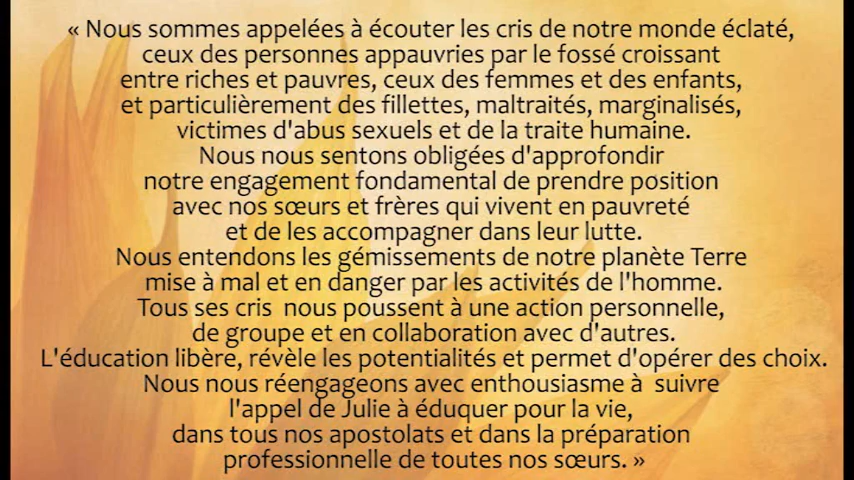 « Nous sommes appelées à écouter les cris de notre monde éclaté,
ceux des personnes appauvries par le fossé croissant
entre riches et pauvres, ceux des femmes et des enfants,
et particulièrement des fillettes, maltraités, marginalisés,
victimes d'abus sexuels et de la traite humaine.
Nous nous sentons obligées d'approfondir
notre engagement fondamental de prendre position
avec nos sœurs et frères qui vivent en pauvreté
et de les accompagner dans leur lutte.
Nous entendons les gémissements de notre planète Terre
mise à mal et en danger par les activités de l'homme.
Tous ses cris nous poussent à une action personnelle,
de groupe et en collaboration avec d'autres.
L'éducation libère, révèle les potentialités et permet d'opérer des choix.
Nous nous réengageons avec enthousiasme à suivre
l'appel de Julie à éduquer pour la vie,
dans tous nos apostolats et dans la préparation
professionnelle de toutes nos sœurs. »